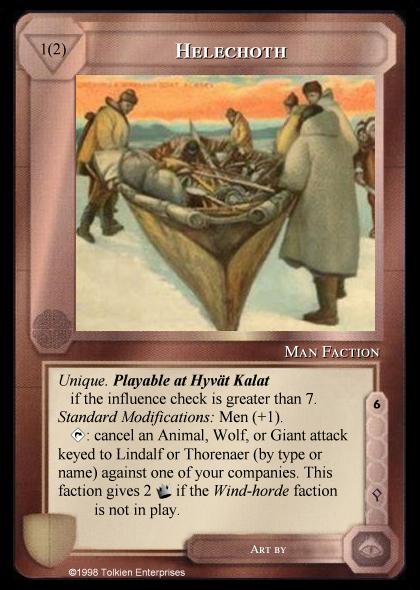 1(2)
Helechoth
Man Faction
Unique. Playable at Hyvät Kalat
if the influence check is greater than 7.
Standard Modifications: Men (+1).
: cancel an Animal, Wolf, or Giant attack
keyed to Lindalf or Thorenaer (by type or
name) against one of your companies. This
faction gives 2 if the Wind-horde faction
is not in play.
6
Art by
©1998 Tolkien Enterprises